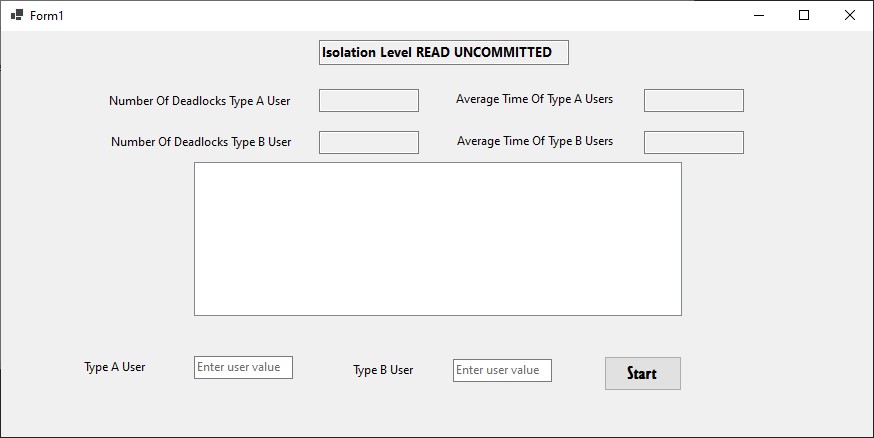 Form1
Isolation Level READ UNCOMMITTED
Number Of Deadlocks Type A User
Average Time Of Type A Users
Number Of Deadlocks Type B User
Average Time Of Type B Users
Type A User
Enter user value
Type B User
Enter user value
Start